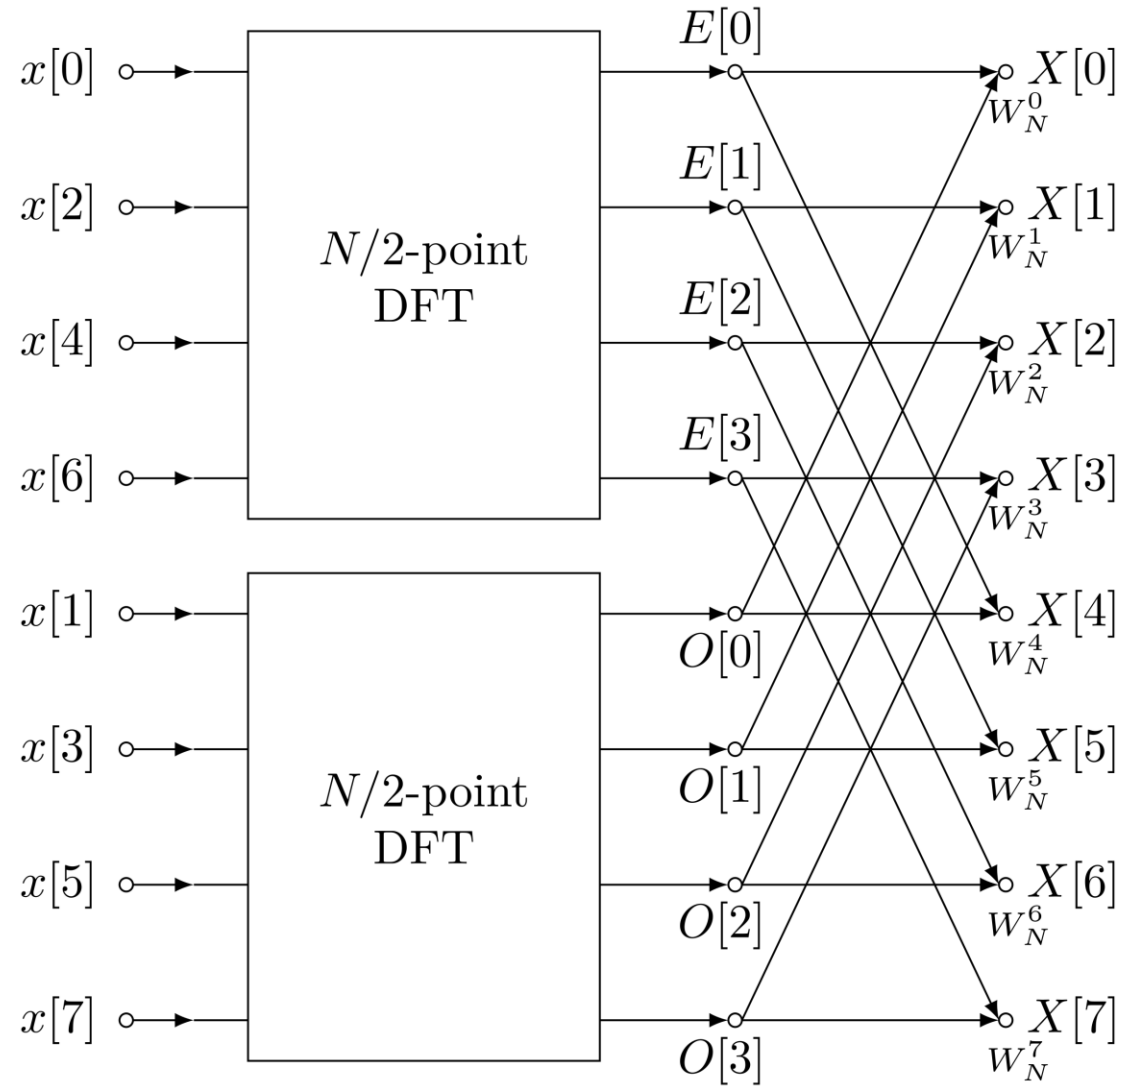 E[0]
x[0]
X[0]
W_N^0
E[1]
x[2]
X[1]
W_N^1
N/2-point
DFT
E[2]
x[4]
X[2]
W_N^2
E[3]
x[6]
X[3]
W_N^3
x[1]
O[0]
X[4]
W_N^4
x[3]
O[1]
X[5]
W_N^5
N/2-point
DFT
x[5]
O[2]
X[6]
W_N^6
x[7]
O[3]
X[7]
W_N^7